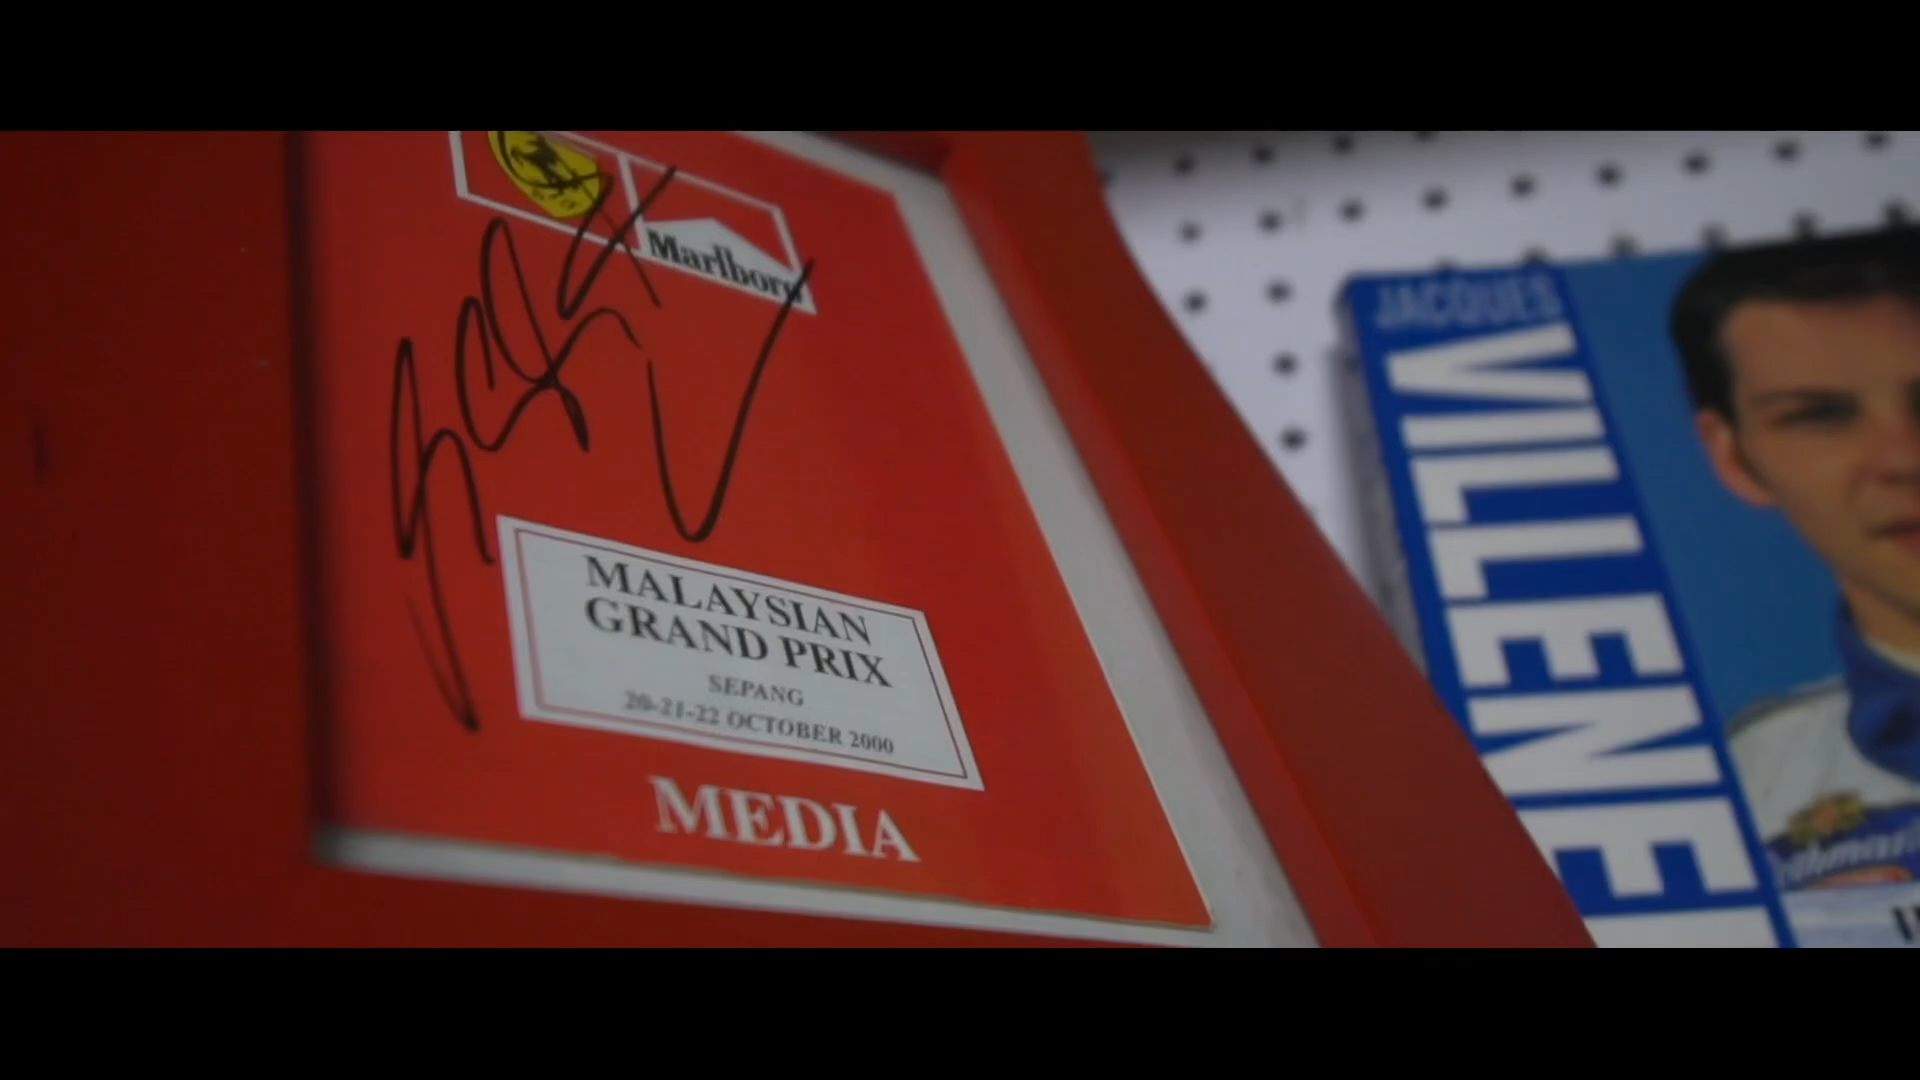 Marlboro
MALAYSIAN
GRAND PRIX
SEPANG
20-21-22 OCTOBER 2000
MEDIA
JACQUES
VILLENE